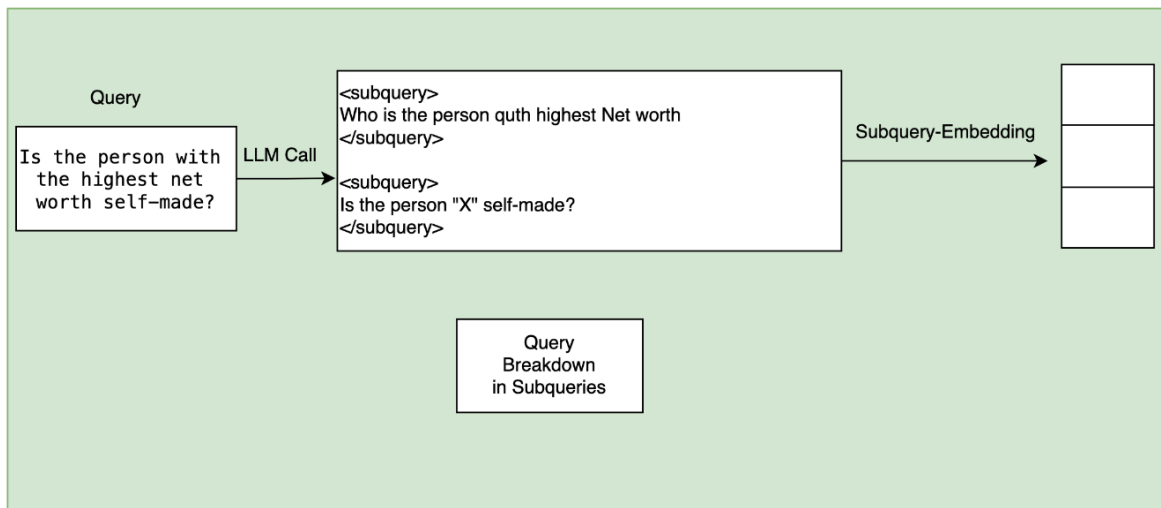 Query
Is the person with
the highest net
worth self-made?
LLM Call
<subquery>
Who is the person quth highest Net worth
</subquery>
<subquery>
Is the person "X" self-made?
</subquery>
Subquery-Embedding
Query
Breakdown
in Subqueries